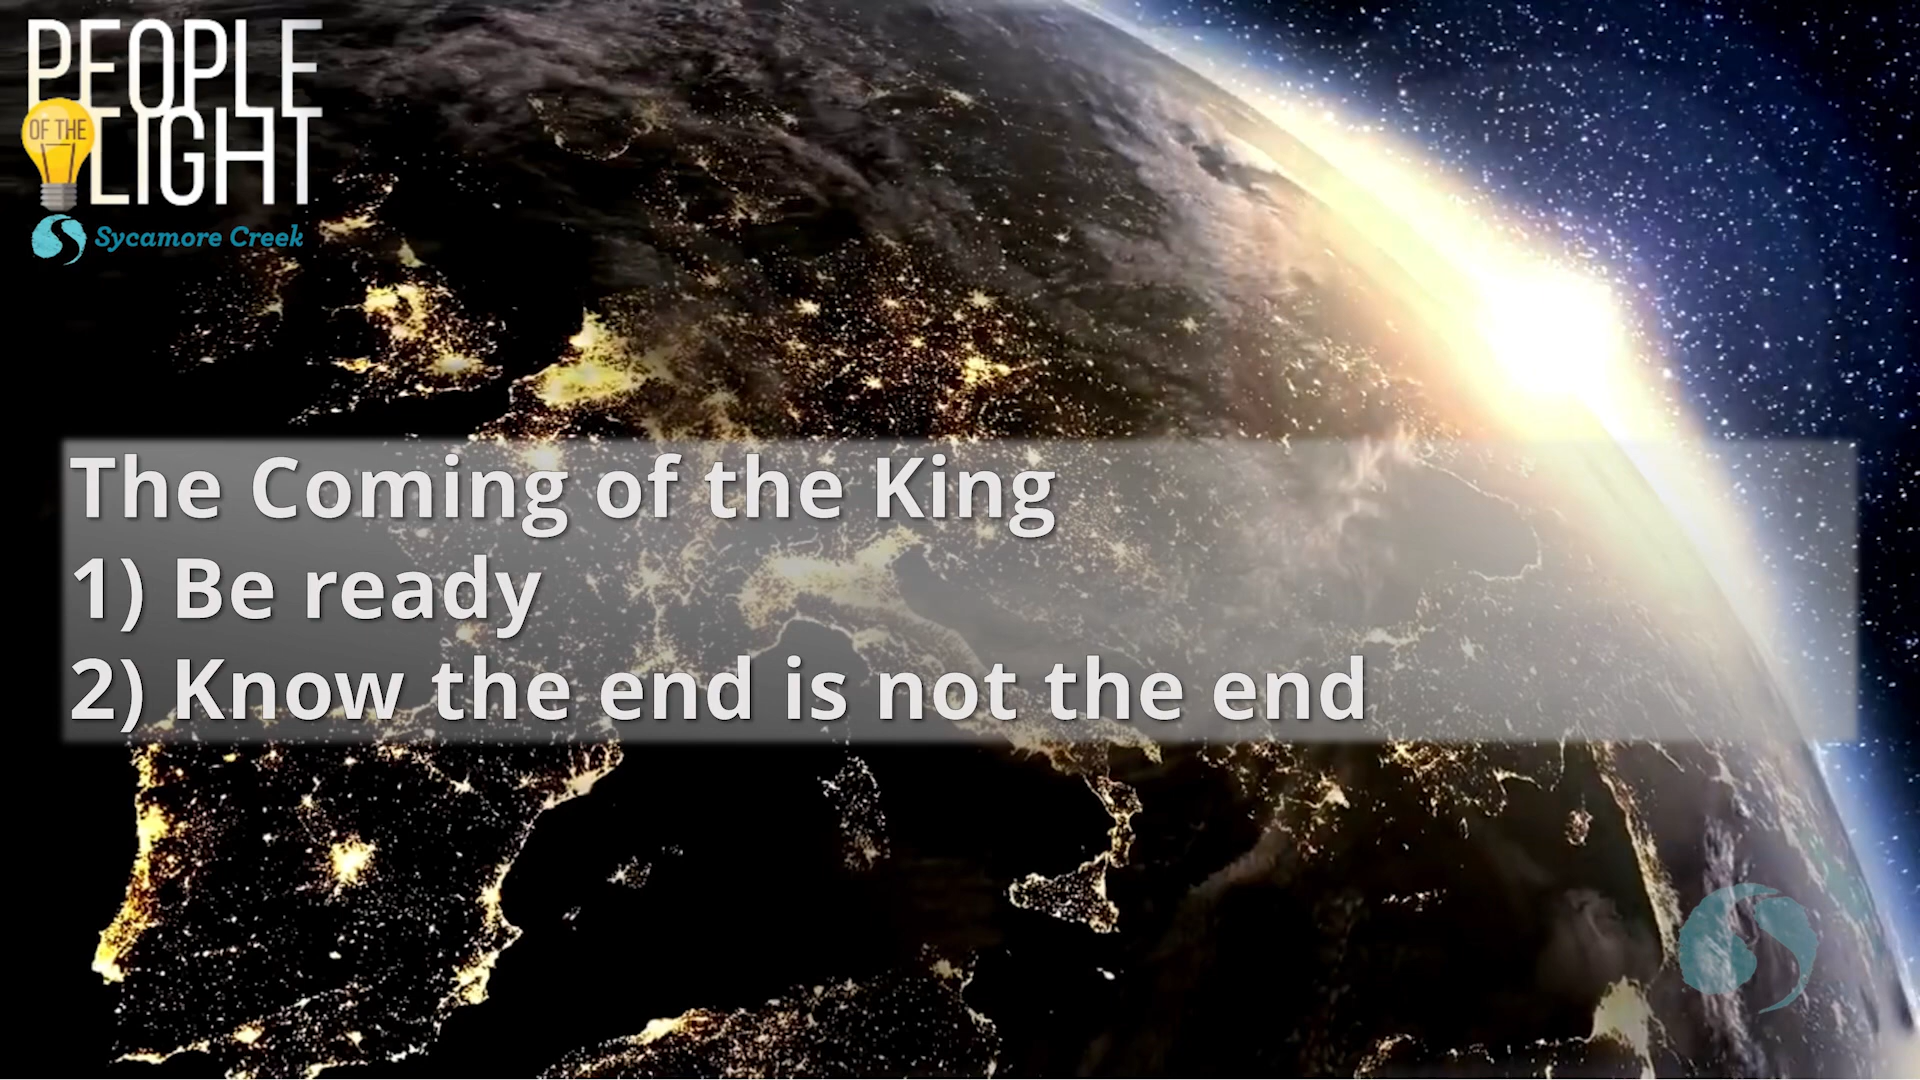 PEOPLE
OF THE
LIGHT
Sycamore Creek
The Coming of the King
1) Be ready
2) Know the end is not the end